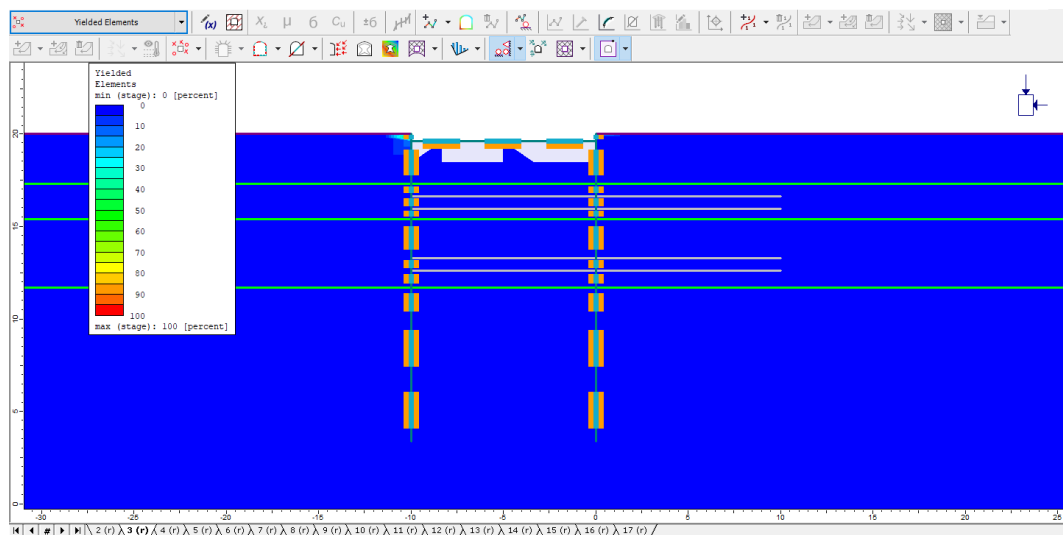 Yielded Elements
(x)
X_L μ б C_u ±б
Yielded
Elements
min (stage): 0 [percent]
0
10
20
30
40
50
60
70
80
90
100
max (stage): 100 [percent]
20
15
10
5
0
-30 -25 -20 -15 -10 -5 0 5 10 15 20 25
# 2 (r) 3 (r) 4 (r) 5 (r) 6 (r) 7 (r) 8 (r) 9 (r) 10 (r) 11 (r) 12 (r) 13 (r) 14 (r) 15 (r) 16 (r) 17 (r)